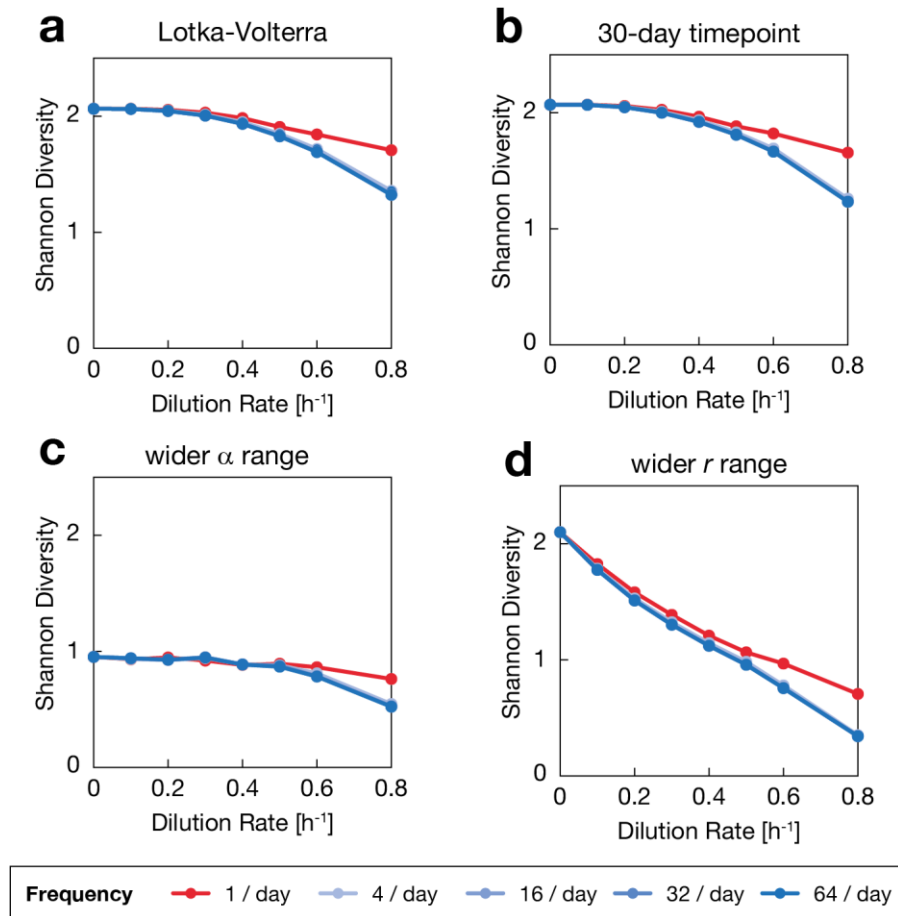 a
Lotka-Volterra
Shannon Diversity
2
1
0
0 0.2 0.4 0.6 0.8
Dilution Rate [h⁻¹]
b
30-day timepoint
Shannon Diversity
2
1
0
0 0.2 0.4 0.6 0.8
Dilution Rate [h⁻¹]
c
wider α range
Shannon Diversity
2
1
0
0 0.2 0.4 0.6 0.8
Dilution Rate [h⁻¹]
d
wider r range
Shannon Diversity
2
1
0
0 0.2 0.4 0.6 0.8
Dilution Rate [h⁻¹]
Frequency 1 / day 4 / day 16 / day 32 / day 64 / day